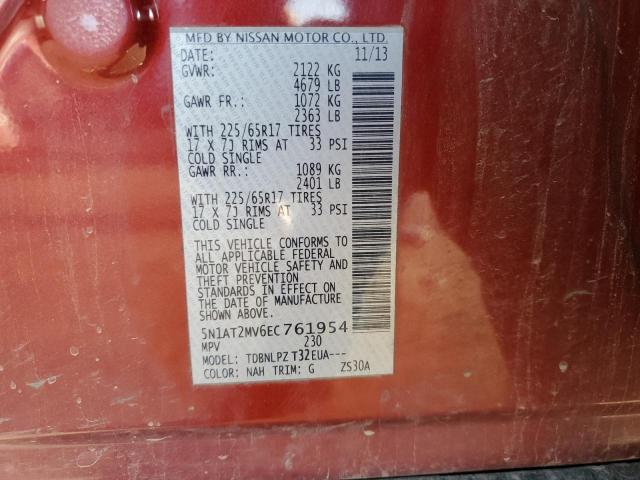 MFD BY NISSAN MOTOR CO., LTD.
DATE: 11/13
GVWR: 2122 KG
4679 LB
GAWR FR.: 1072 KG
2363 LB
WITH 225/65R17 TIRES
17 X 7J RIMS AT 33 PSI
COLD SINGLE
GAWR RR.: 1089 KG
2401 LB
WITH 225/65R17 TIRES
17 X 7J RIMS AT 33 PSI
COLD SINGLE
THIS VEHICLE CONFORMS TO
ALL APPLICABLE FEDERAL
MOTOR VEHICLE SAFETY AND
THEFT PREVENTION
STANDARDS IN EFFECT ON
THE DATE OF MANUFACTURE
SHOWN ABOVE.
5N1AT2MV6EC761954
MPV 230
MODEL: TDBNLPZ T32EUA---
COLOR: NAH TRIM: G ZS30A